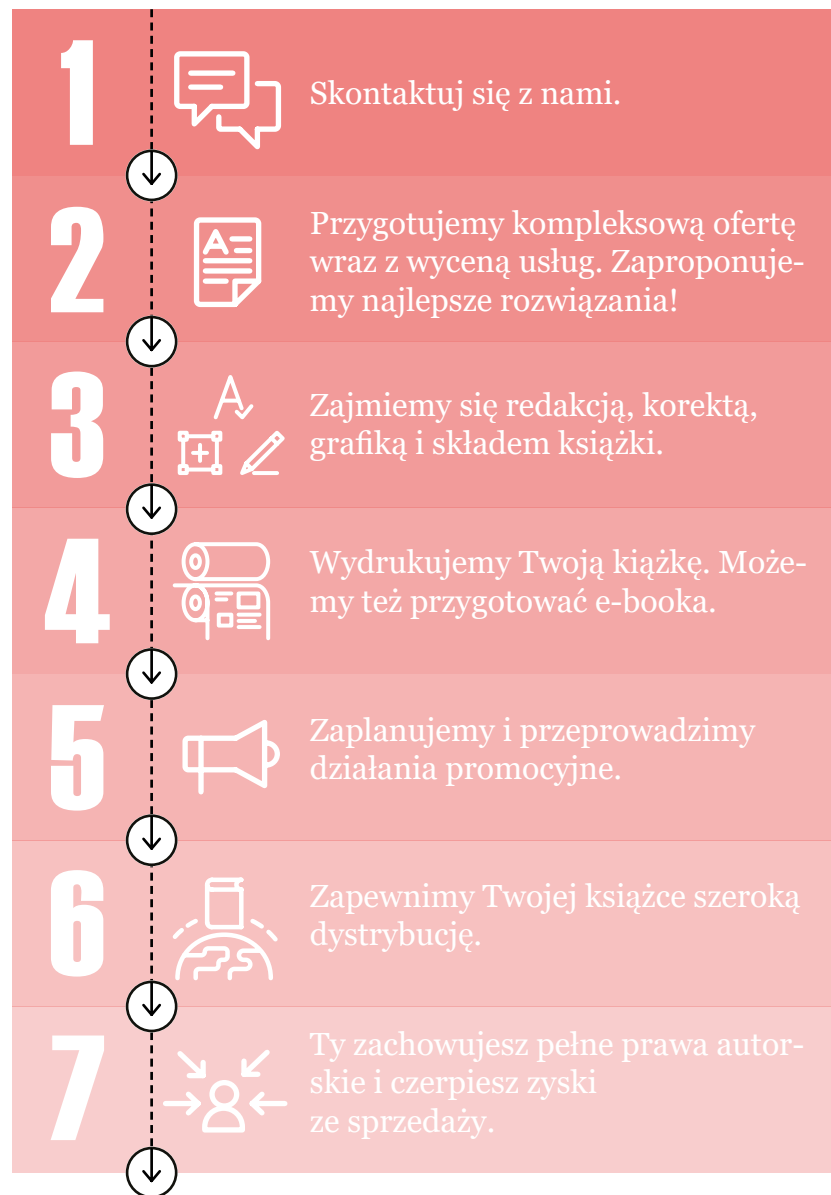 1
Skontaktuj się z nami.
2
Przygotujemy kompleksową ofertę
wraz z wyceną usług. Zaproponuje-
my najlepsze rozwiązania!
3
Zajmiemy się redakcją, korektą,
grafiką i składem książki.
4
Wydrukujemy Twoją kiążkę. Może-
my też przygotować e-booka.
5
Zaplanujemy i przeprowadzimy
działania promocyjne.
6
Zapewnimy Twojej książce szeroką
dystrybucję.
7
Ty zachowujesz pełne prawa autor-
skie i czerpiesz zyski
ze sprzedaży.